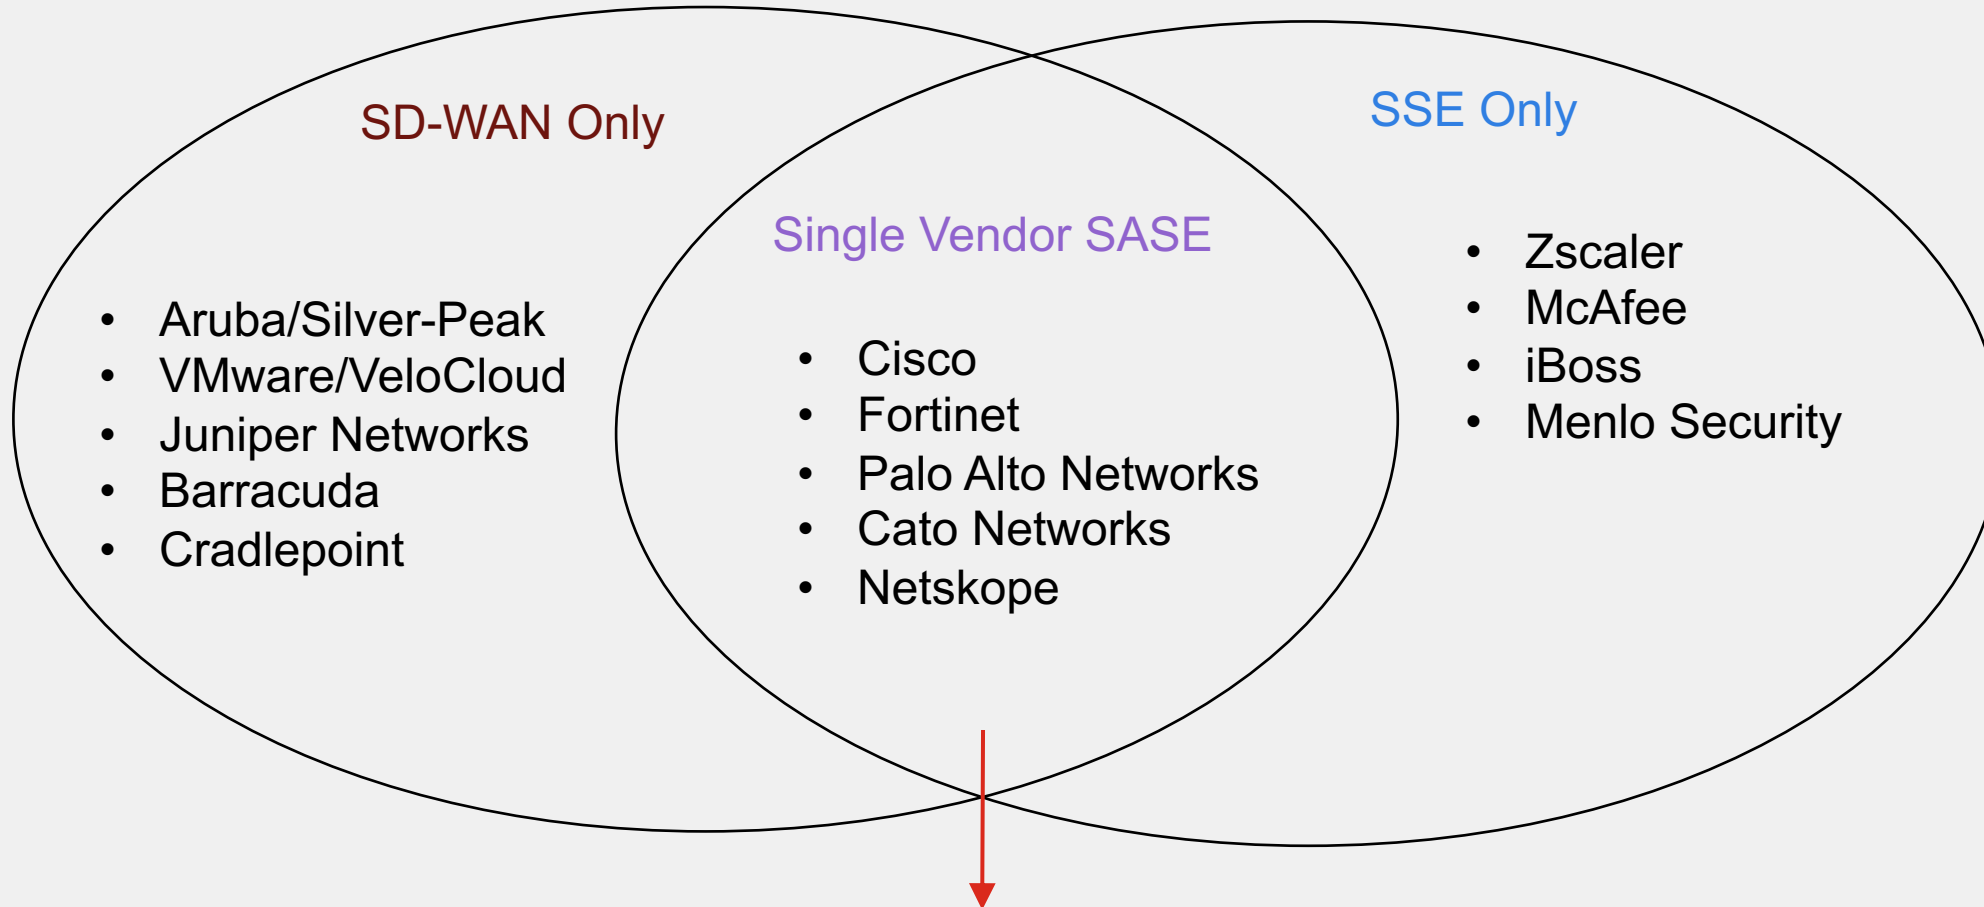 SD-WAN Only
• Aruba/Silver-Peak
• VMware/VeloCloud
• Juniper Networks
• Barracuda
• Cradlepoint
Single Vendor SASE
• Cisco
• Fortinet
• Palo Alto Networks
• Cato Networks
• Netskope
SSE Only
• Zscaler
• McAfee
• iBoss
• Menlo Security